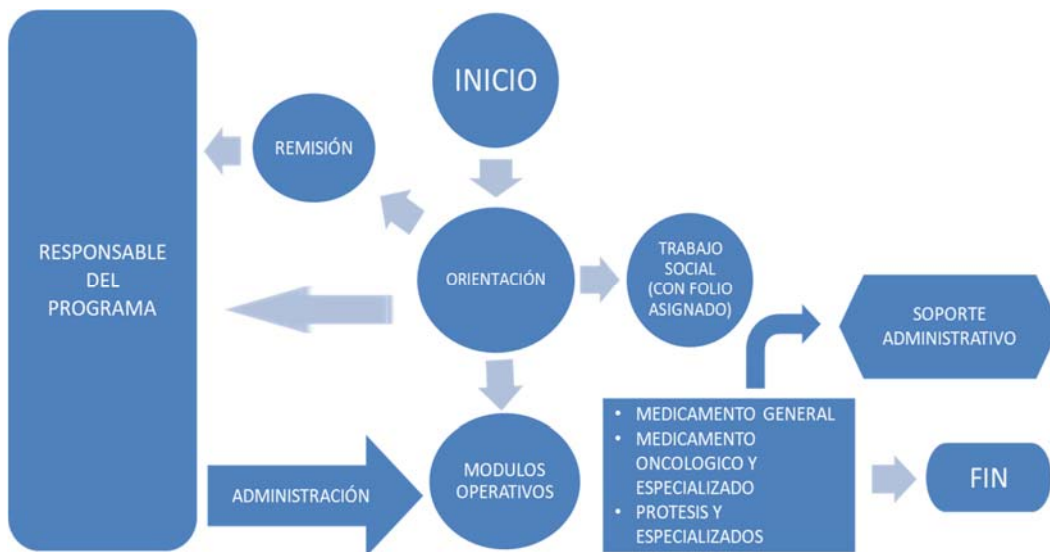 INICIO
REMISIÓN
RESPONSABLE
DEL
PROGRAMA
ORIENTACIÓN
TRABAJO
SOCIAL
(CON FOLIO
ASIGNADO)
SOPORTE
ADMINISTRATIVO
ADMINISTRACIÓN
MODULOS
OPERATIVOS
• MEDICAMENTO GENERAL
• MEDICAMENTO
ONCOLOGICO Y
ESPECIALIZADO
• PROTESIS Y
ESPECIALIZADOS
FIN